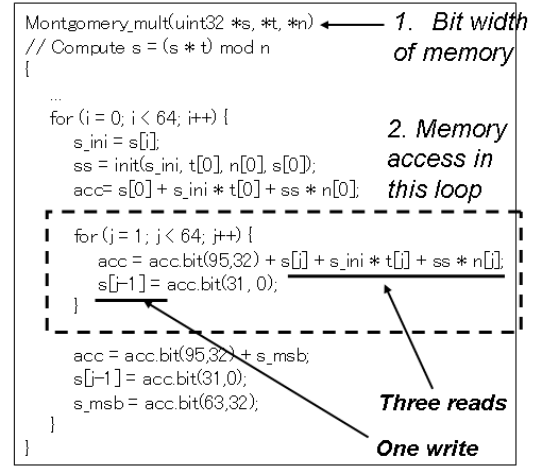 Montgomery_mult(uint32 *s, *t, *n)
1. Bit width
of memory
// Compute s = (s * t) mod n
{
...
for (i = 0; i < 64; i++) {
s_ini = s[i];
ss = init(s_ini, t[0], n[0], s[0]);
acc= s[0] + s_ini * t[0] + ss * n[0];
2. Memory
access in
this loop
for (j = 1; j < 64; j++) {
acc = acc.bit(95,32) + s[j] + s_ini * t[j] + ss * n[j];
s[j-1] = acc.bit(31, 0);
}
acc = acc.bit(95,32) + s_msb;
s[j-1] = acc.bit(31,0);
s_msb = acc.bit(63,32);
}
}
Three reads
One write